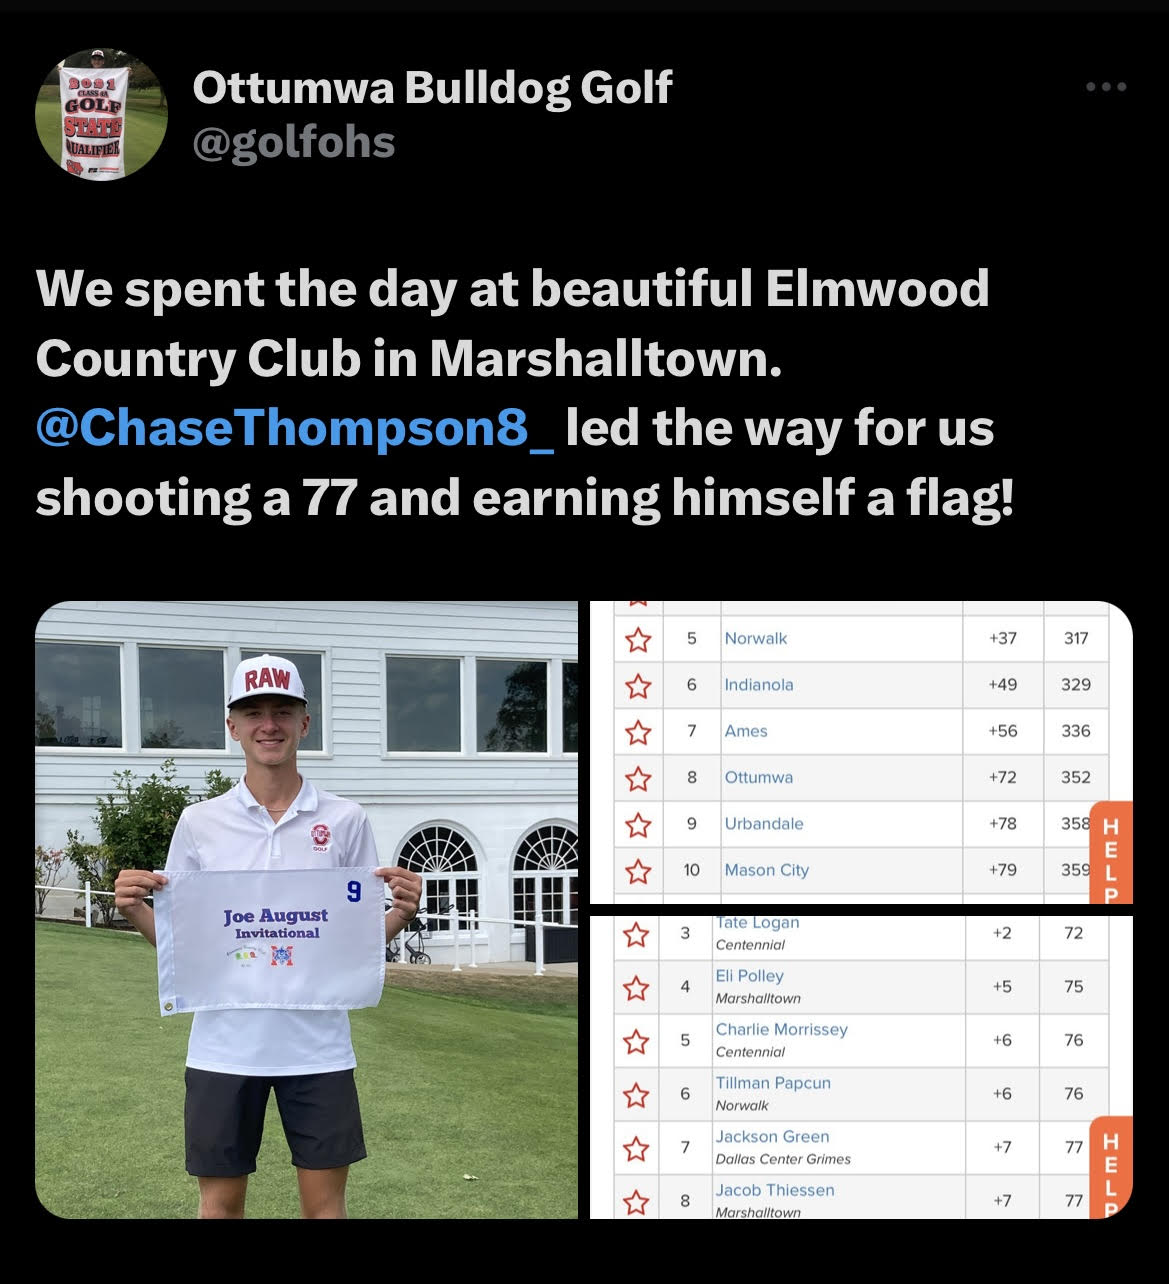 2021
CLASS 4A
GOLF
STATE
QUALIFIER
Ottumwa Bulldog Golf
@golfohs
We spent the day at beautiful Elmwood
Country Club in Marshalltown.
@ChaseThompson8_ led the way for us
shooting a 77 and earning himself a flag!
RAW
OTTUMWA
GOLF
9
Joe August
Invitational
5 Norwalk +37 317
6 Indianola +49 329
7 Ames +56 336
8 Ottumwa +72 352
9 Urbandale +78 358
10 Mason City +79 359
HELP
3 Tate Logan +2 72
Centennial
4 Eli Polley +5 75
Marshalltown
5 Charlie Morrissey +6 76
Centennial
6 Tillman Papcun +6 76
Norwalk
7 Jackson Green +7 77
Dallas Center Grimes
8 Jacob Thiessen +7 77
Marshalltown
HELP